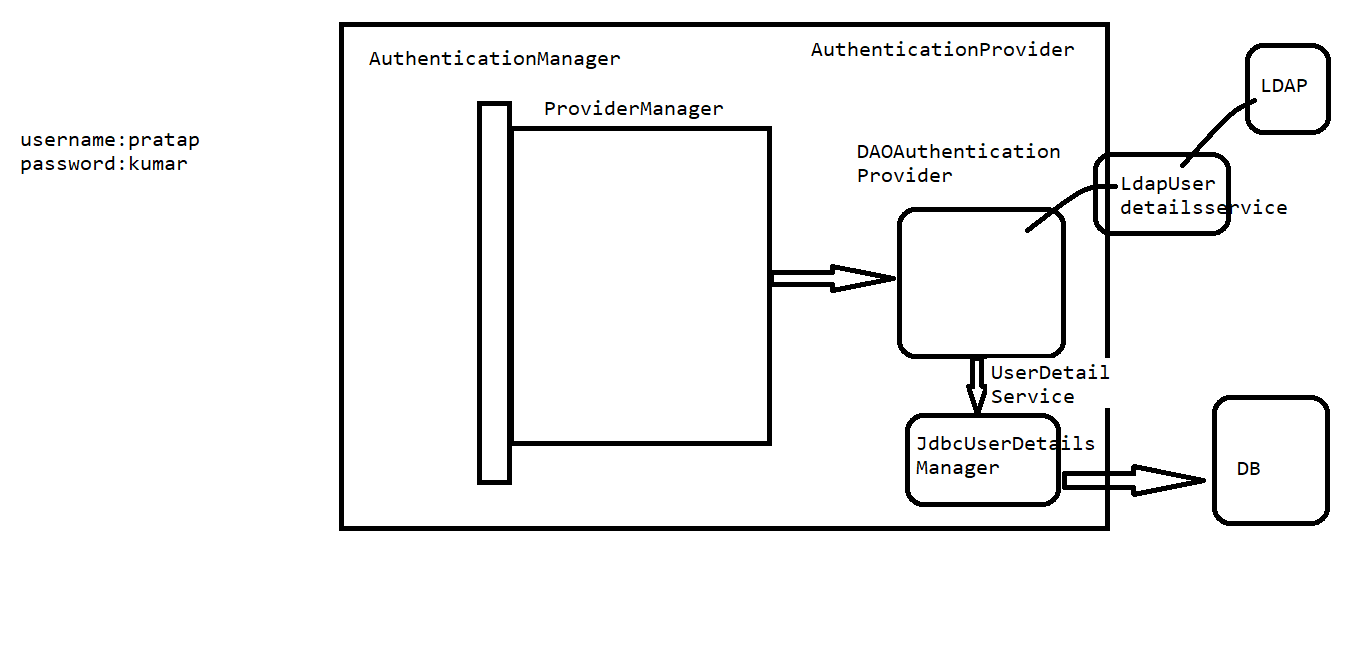 username:pratap
password:kumar
AuthenticationManager
AuthenticationProvider
ProviderManager
DAOAuthentication
Provider
LDAP
LdapUser
detailsservice
UserDetail
Service
JdbcUserDetails
Manager
DB